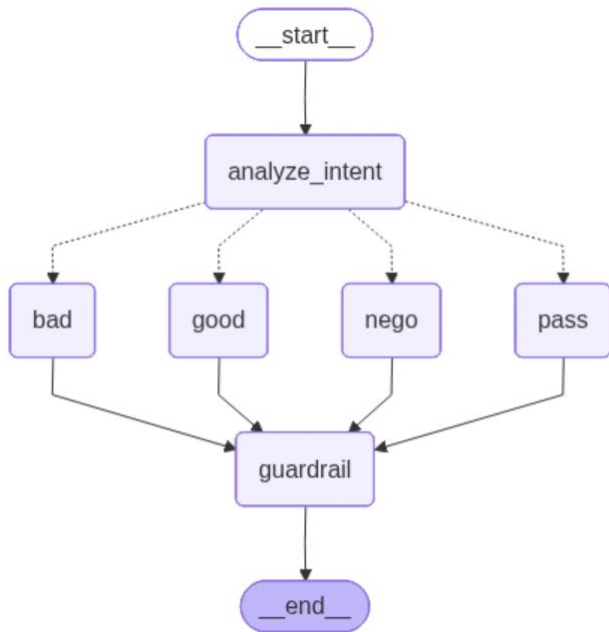 __start__
analyze_intent
bad
good
nego
pass
guardrail
__end__